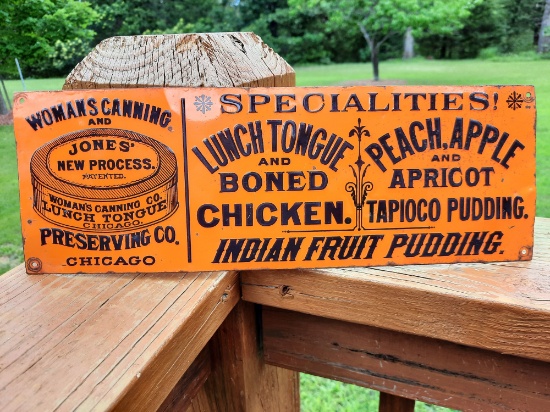 WOMAN'S CANNING,
AND
JONES'
NEW PROCESS.
PATENTED.
WOMAN'S CANNING CO.
LUNCH TONGUE
CHICAGO.
PRESERVING CO.
CHICAGO
SPECIALITIES!
LUNCH TONGUE
AND
BONED
CHICKEN.
PEACH, APPLE
AND
APRICOT
TAPIOCO PUDDING.
INDIAN FRUIT PUDDING.